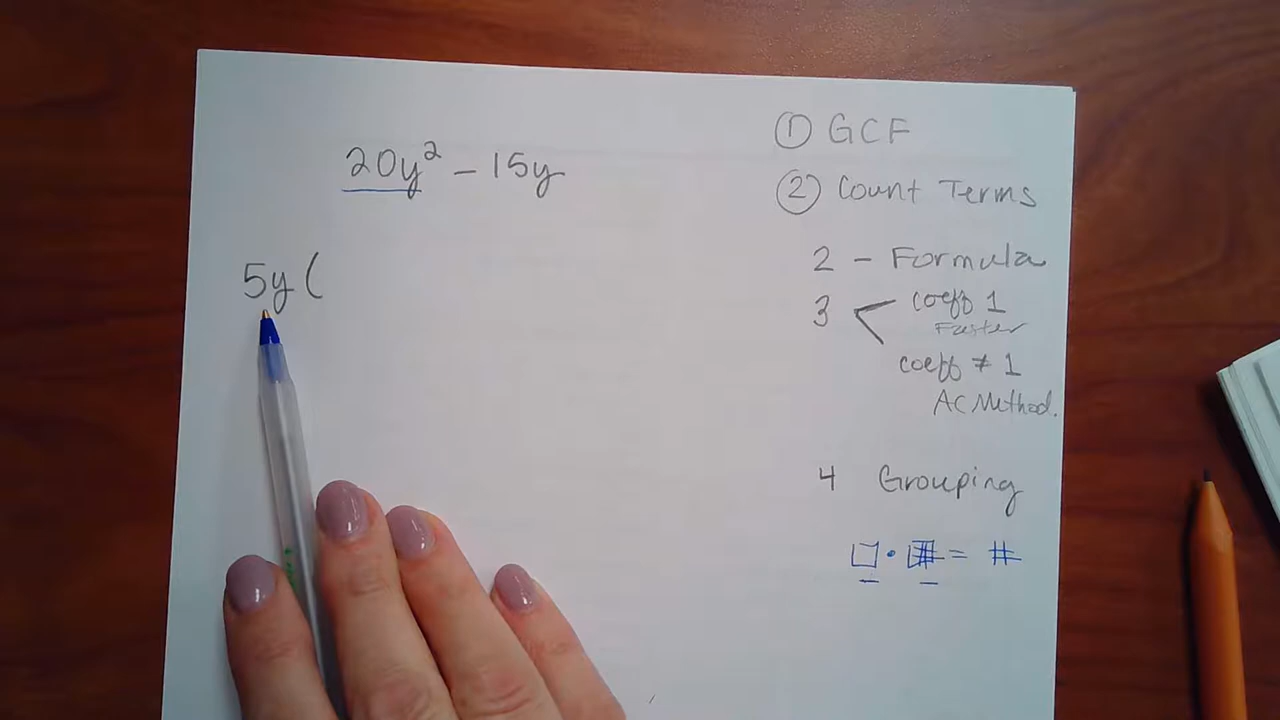 20y² - 15y
5y (
① GCF
② Count Terms
2 - Formula
3 < coeff 1
Faster
coeff ≠ 1
AC Method.
4 Grouping
□ · # = #